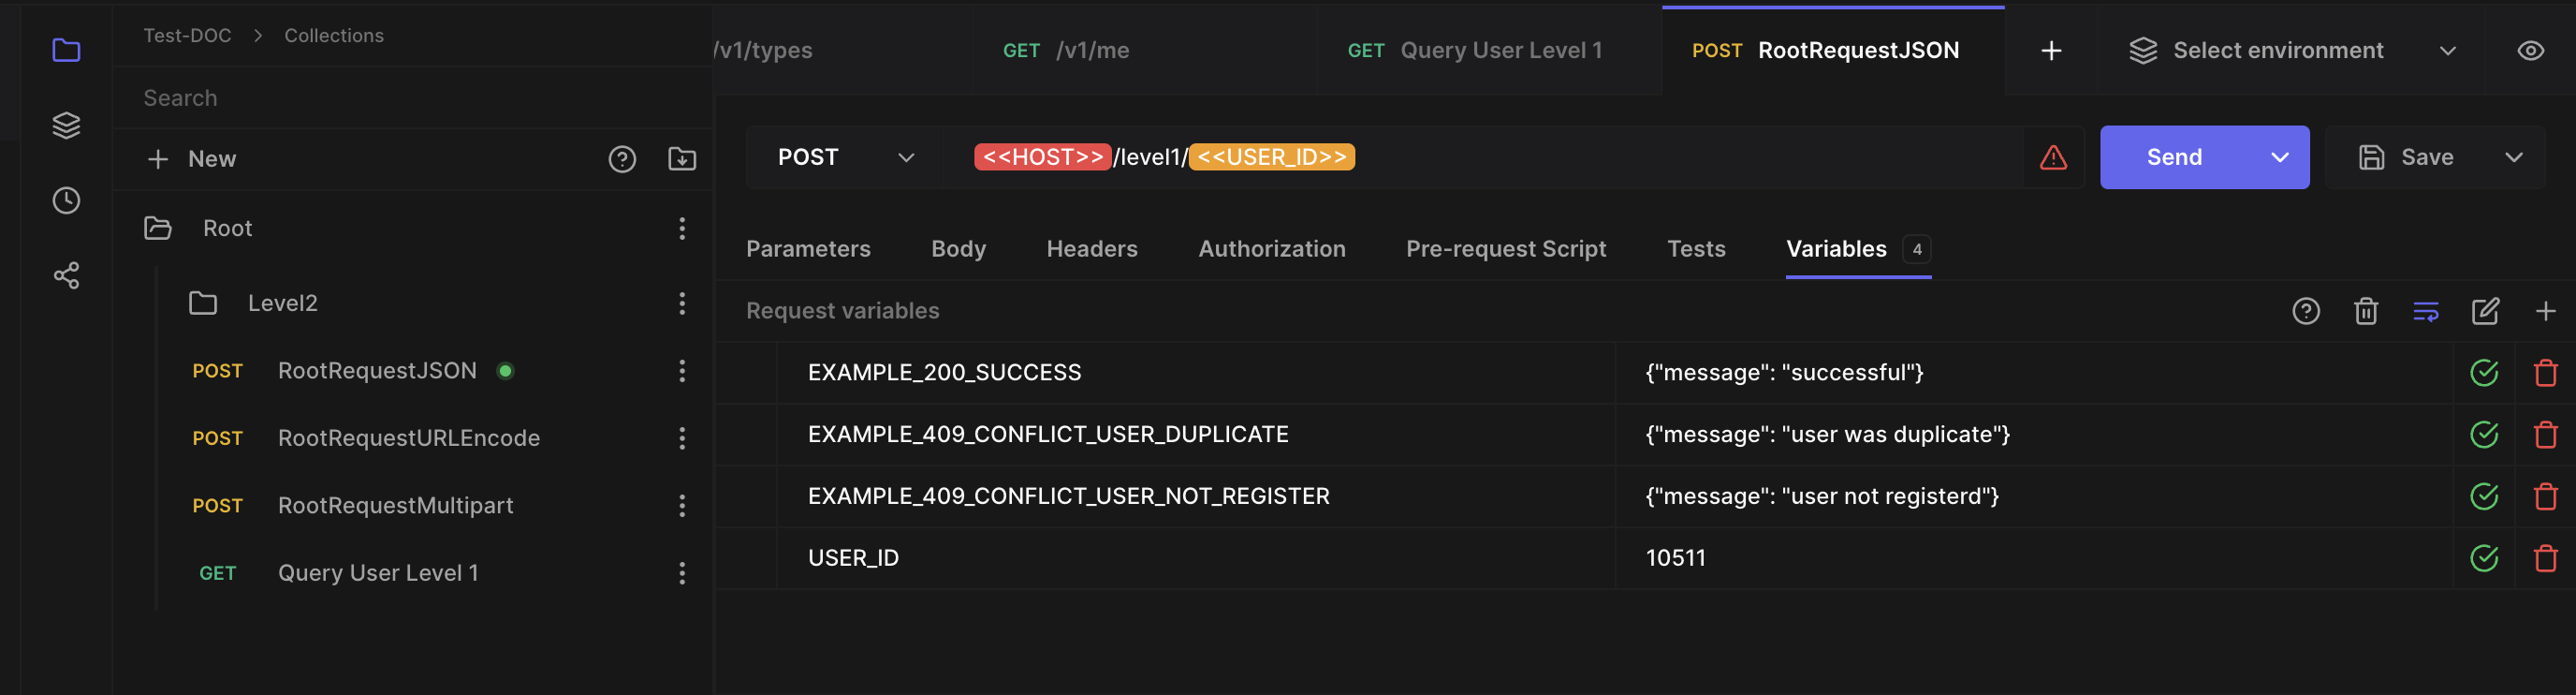 Test-DOC > Collections
Search
+ New
Root
Level2
POST RootRequestJSON
POST RootRequestURLEncode
POST RootRequestMultipart
GET Query User Level 1
/v1/types
GET /v1/me
GET Query User Level 1
POST RootRequestJSON
Select environment
POST
<<HOST>>/level1/<<USER_ID>>
Send
Save
Parameters
Body
Headers
Authorization
Pre-request Script
Tests
Variables 4
Request variables
EXAMPLE_200_SUCCESS {"message": "successful"}
EXAMPLE_409_CONFLICT_USER_DUPLICATE {"message": "user was duplicate"}
EXAMPLE_409_CONFLICT_USER_NOT_REGISTER {"message": "user not registerd"}
USER_ID 10511